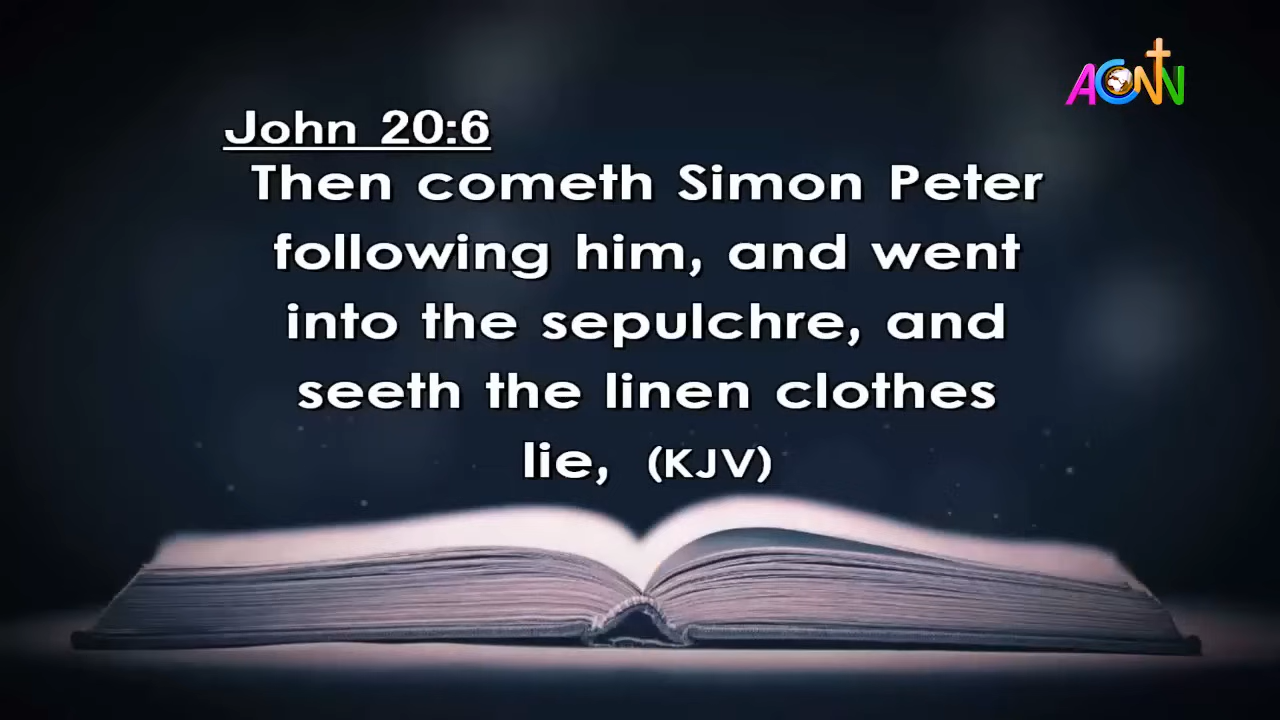 ACNN
John 20:6
Then cometh Simon Peter
following him, and went
into the sepulchre, and
seeth the linen clothes
lie, (KJV)